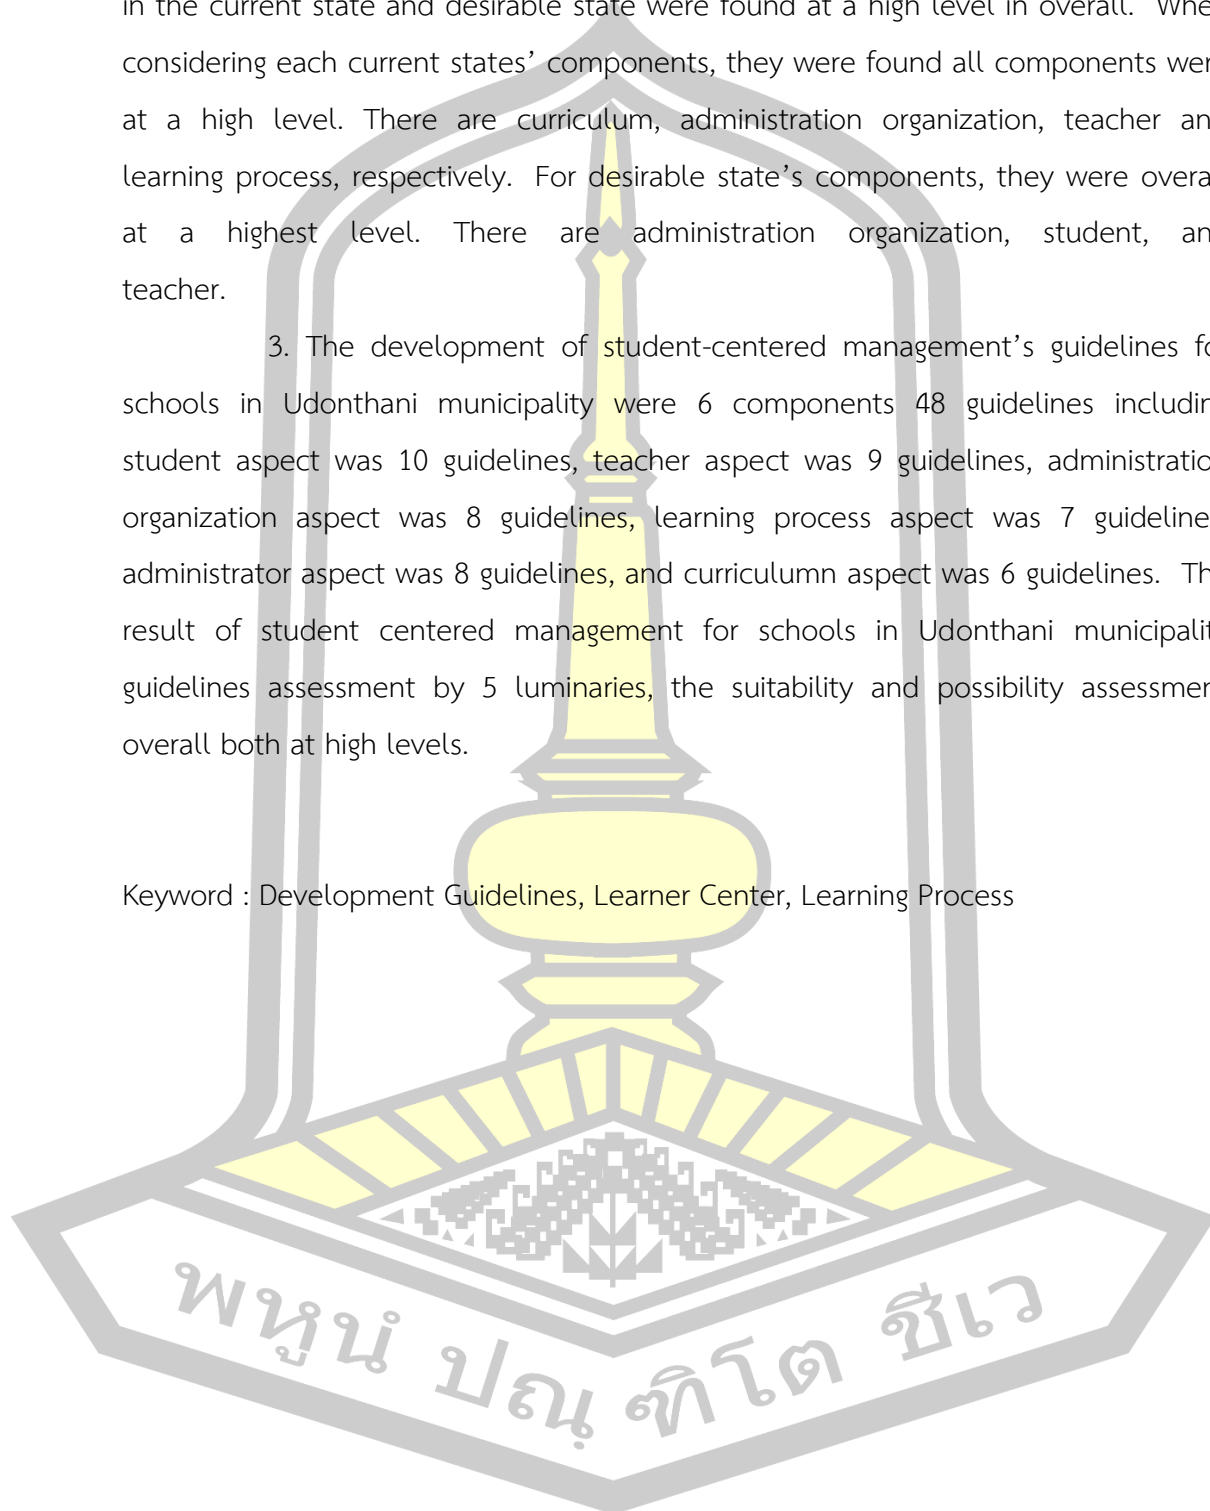 in the current state and desirable state were found at a high level in overall. Whe
considering each current states’ components, they were found all components wer
at a high level. There are curriculum, administration organization, teacher an
learning process, respectively. For desirable state’s components, they were overa
at a highest level. There are administration organization, student, an
teacher.
3. The development of student-centered management’s guidelines fo
schools in Udonthani municipality were 6 components 48 guidelines includin
student aspect was 10 guidelines, teacher aspect was 9 guidelines, administratio
organization aspect was 8 guidelines, learning process aspect was 7 guideline
administrator aspect was 8 guidelines, and curriculumn aspect was 6 guidelines. Th
result of student centered management for schools in Udonthani municipalit
guidelines assessment by 5 luminaries, the suitability and possibility assessmen
overall both at high levels.
Keyword : Development Guidelines, Learner Center, Learning Process
พหูนํ ปณฺฑิโต ชีเว